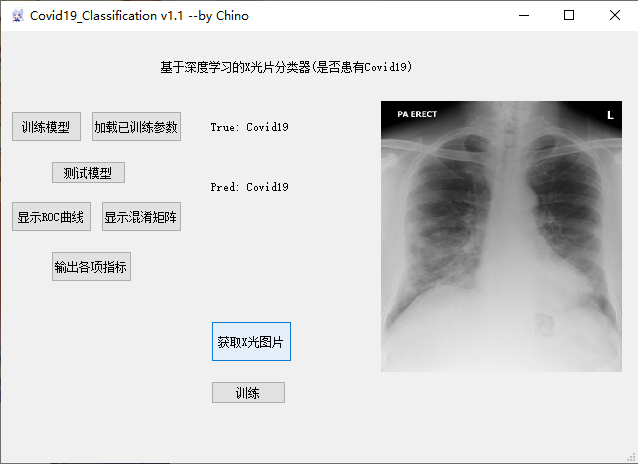 Covid19_Classification v1.1 --by Chino
基于深度学习的X光片分类器(是否患有Covid19)
训练模型
加载已训练参数
True: Covid19
测试模型
Pred: Covid19
显示ROC曲线
显示混淆矩阵
输出各项指标
获取X光图片
训练
PA ERECT
L